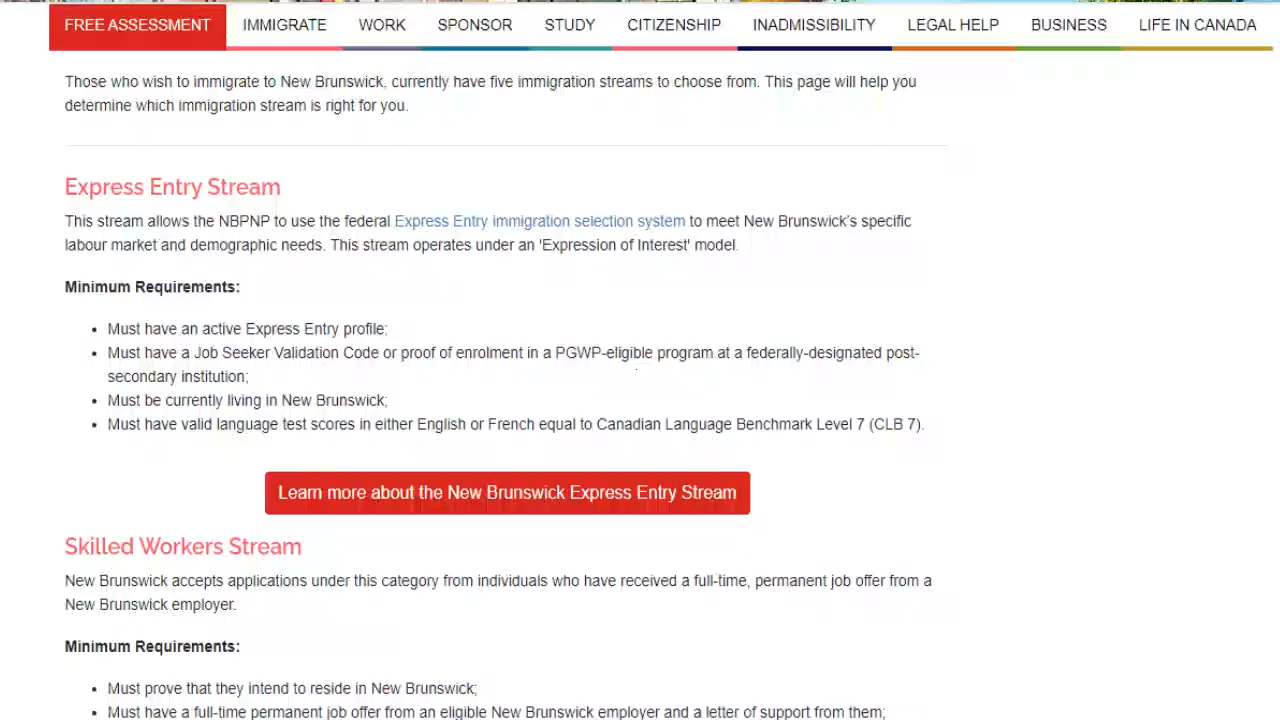 FREE ASSESSMENT IMMIGRATE WORK SPONSOR STUDY CITIZENSHIP INADMISSIBILITY LEGAL HELP BUSINESS LIFE IN CANADA
Those who wish to immigrate to New Brunswick, currently have five immigration streams to choose from. This page will help you
determine which immigration stream is right for you.
Express Entry Stream
This stream allows the NBPNP to use the federal Express Entry immigration selection system to meet New Brunswick's specific
labour market and demographic needs. This stream operates under an 'Expression of Interest' model.
Minimum Requirements:
• Must have an active Express Entry profile;
• Must have a Job Seeker Validation Code or proof of enrolment in a PGWP-eligible program at a federally-designated post-
secondary institution;
• Must be currently living in New Brunswick;
• Must have valid language test scores in either English or French equal to Canadian Language Benchmark Level 7 (CLB 7).
Learn more about the New Brunswick Express Entry Stream
Skilled Workers Stream
New Brunswick accepts applications under this category from individuals who have received a full-time, permanent job offer from a
New Brunswick employer.
Minimum Requirements:
• Must prove that they intend to reside in New Brunswick;
• Must have a full-time permanent job offer from an eligible New Brunswick employer and a letter of support from them;